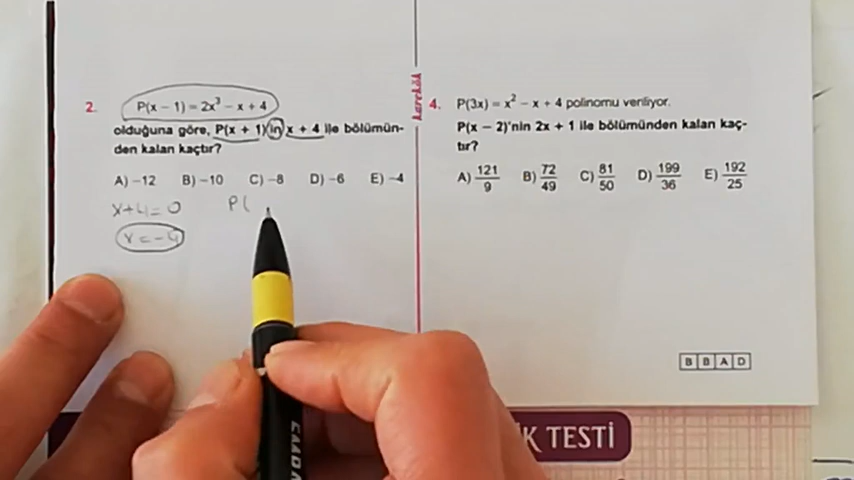 2. P(x − 1) = 2x³ − x + 4
olduğuna göre, P(x + 1)'in x + 4 ile bölümün-
den kalan kaçtır?
A) −12 B) −10 C) −8 D) −6 E) −4
x+4=0 P(
x=−4
karekök
4. P(3x) = x² − x + 4 polinomu veriliyor.
P(x − 2)'nin 2x + 1 ile bölümünden kalan kaç-
tır?
A) 121/9 B) 72/49 C) 81/50 D) 199/36 E) 192/25
B B A D
K TESTİ